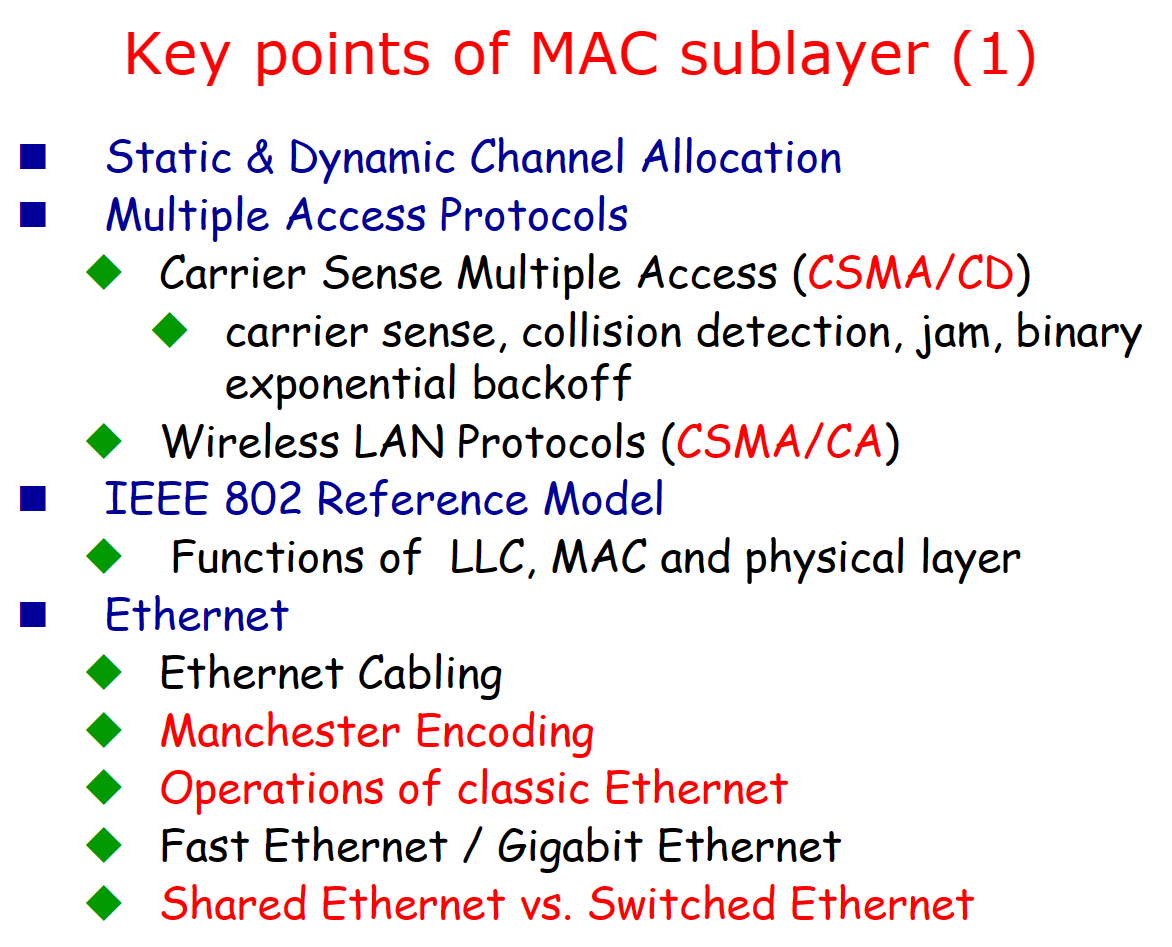 Key points of MAC sublayer (1)
Static & Dynamic Channel Allocation
Multiple Access Protocols
Carrier Sense Multiple Access (CSMA/CD)
carrier sense, collision detection, jam, binary
exponential backoff
Wireless LAN Protocols (CSMA/CA)
IEEE 802 Reference Model
Functions of LLC, MAC and physical layer
Ethernet
Ethernet Cabling
Manchester Encoding
Operations of classic Ethernet
Fast Ethernet / Gigabit Ethernet
Shared Ethernet vs. Switched Ethernet